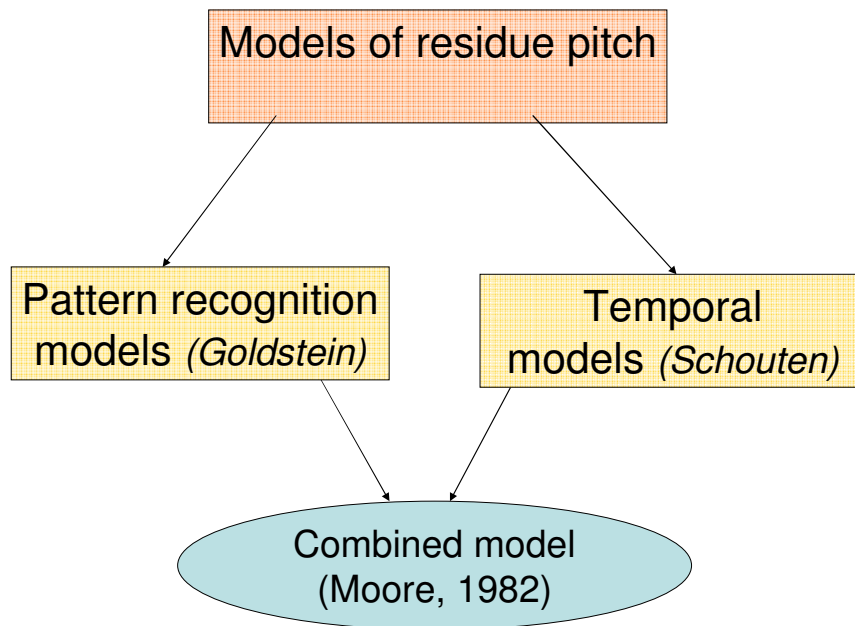 Models of residue pitch
Pattern recognition
models (Goldstein)
Temporal
models (Schouten)
Combined model
(Moore, 1982)